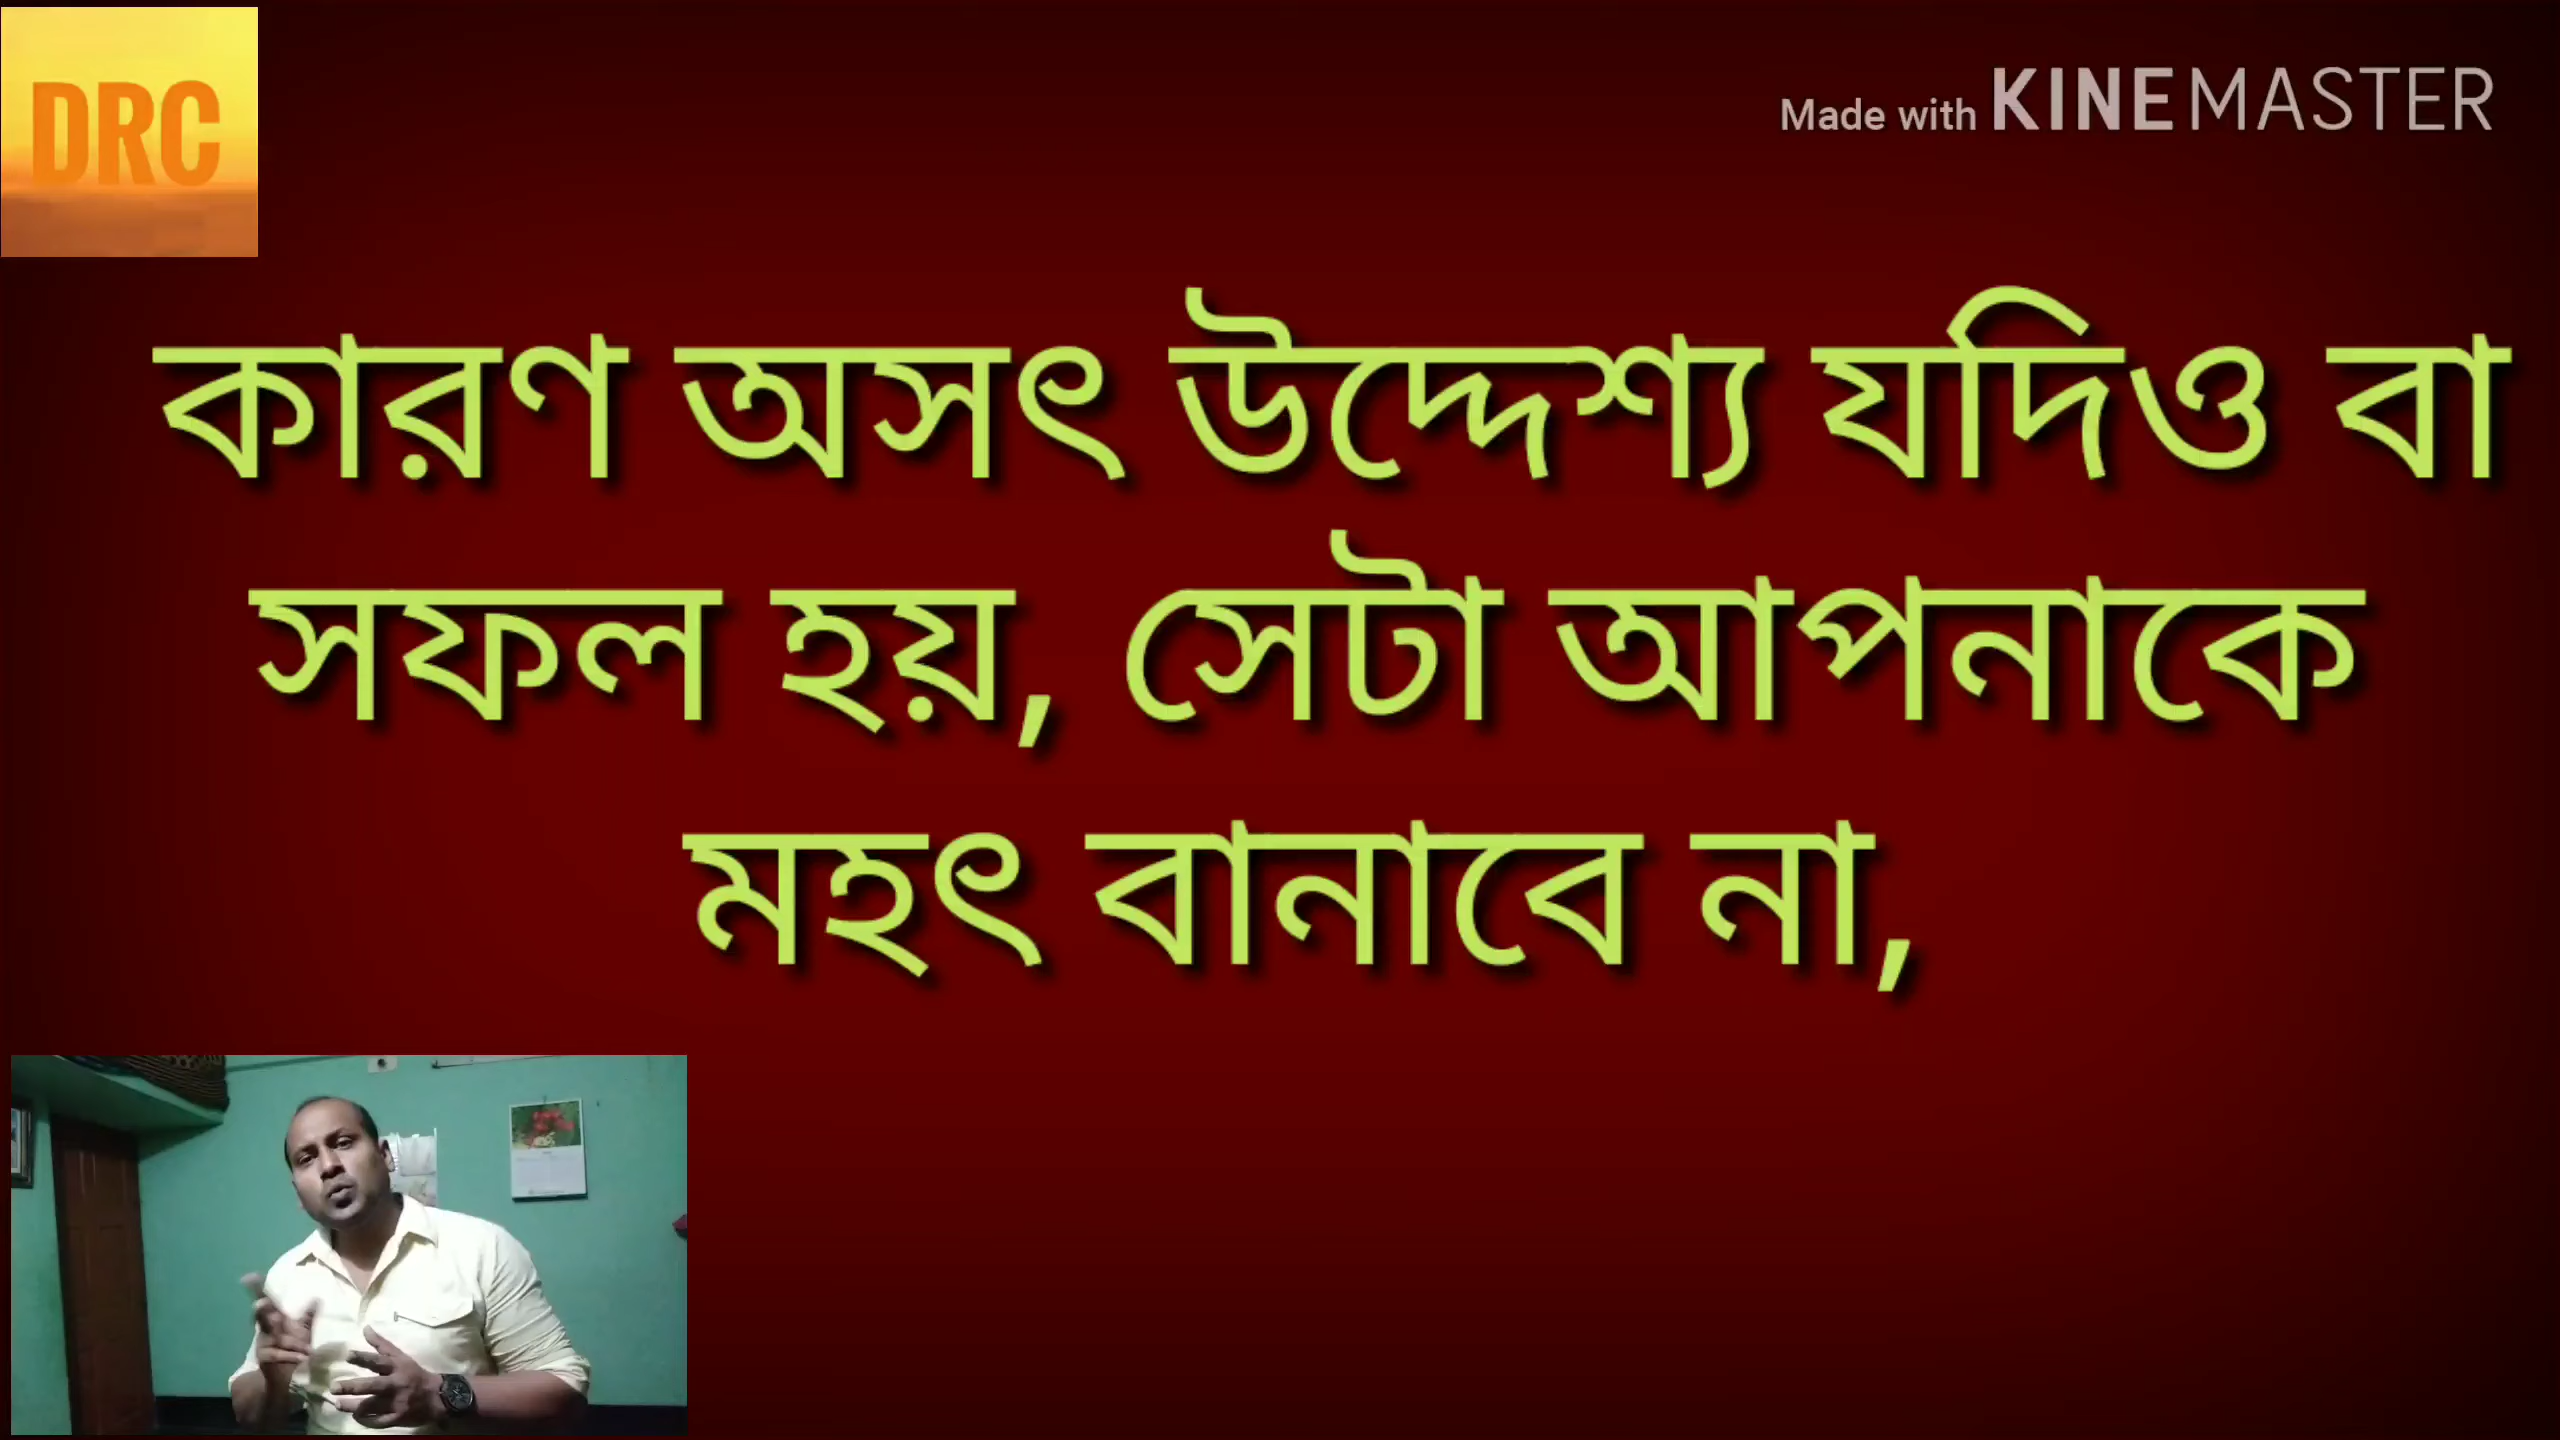 DRC
Made with KINEMASTER
কারণ অসৎ উদ্দেশ্য যদিও বা
সফল হয়, সেটা আপনাকে
মহৎ বানাবে না,